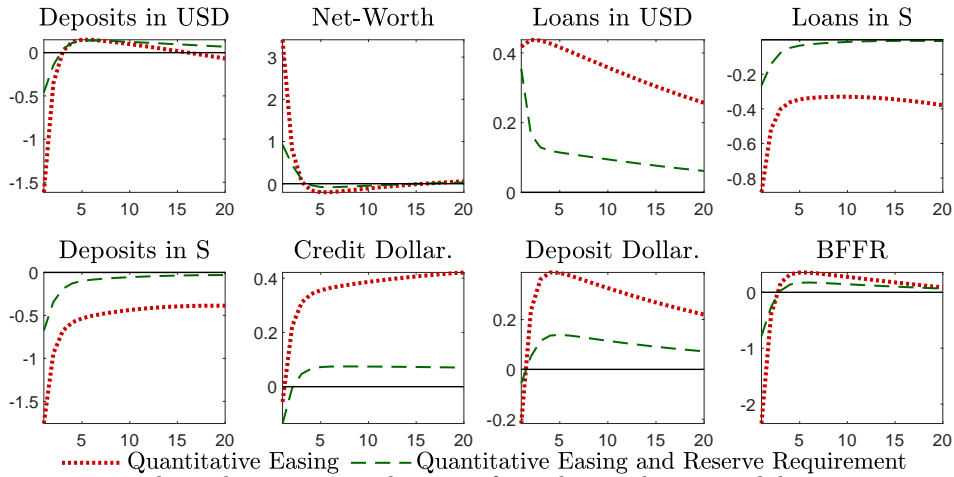 Deposits in USD Net-Worth Loans in USD Loans in S
0 -0.5 -1 -1.5 5 10 15 20
3 2 1 0 5 10 15 20
0.4 0.2 0 5 10 15 20
-0.2 -0.4 -0.6 -0.8 5 10 15 20
Deposits in S Credit Dollar. Deposit Dollar. BFFR
0 -0.5 -1 -1.5 5 10 15 20
0.4 0.2 0 5 10 15 20
0.2 0 -0.2 5 10 15 20
0 -1 -2 5 10 15 20
Quantitative Easing Quantitative Easing and Reserve Requirement